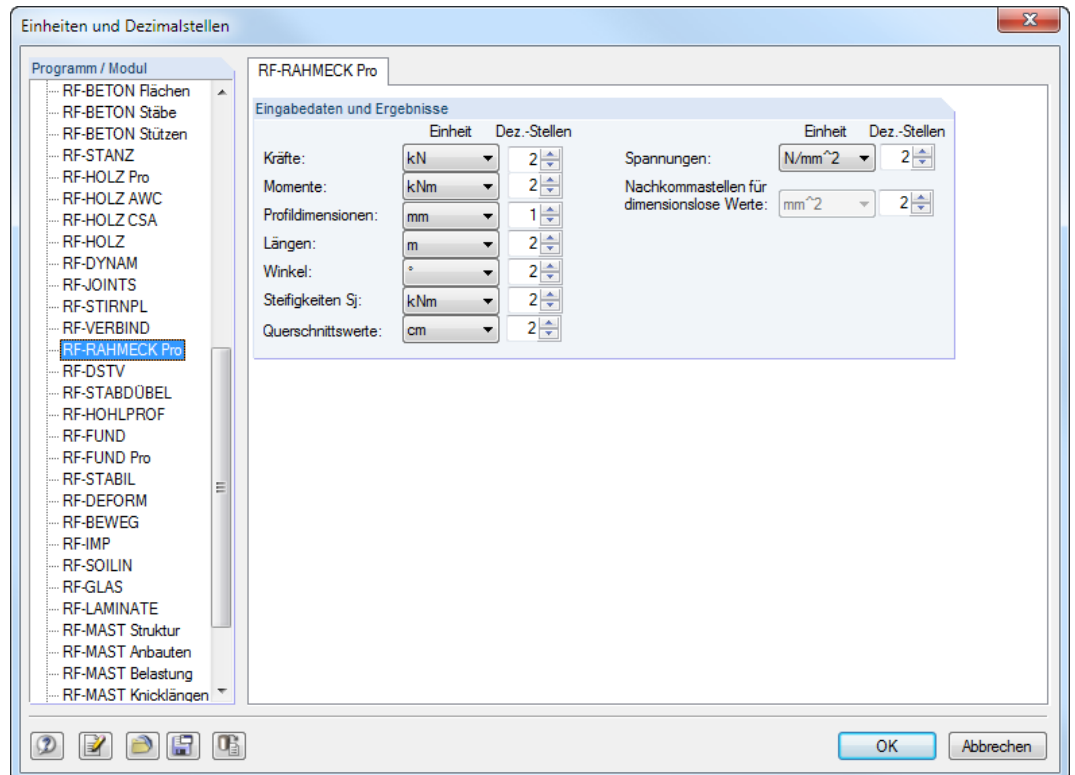 Einheiten und Dezimalstellen
Programm / Modul
RF-BETON Flächen
RF-BETON Stäbe
RF-BETON Stützen
RF-STANZ
RF-HOLZ Pro
RF-HOLZ AWC
RF-HOLZ CSA
RF-HOLZ
RF-DYNAM
RF-JOINTS
RF-STIRNPL
RF-VERBIND
RF-RAHMECK Pro
RF-DSTV
RF-STABDÜBEL
RF-HOHLPROF
RF-FUND
RF-FUND Pro
RF-STABIL
RF-DEFORM
RF-BEWEG
RF-IMP
RF-SOILIN
RF-GLAS
RF-LAMINATE
RF-MAST Struktur
RF-MAST Anbauten
RF-MAST Belastung
RF-MAST Knicklängen
RF-RAHMECK Pro
Eingabedaten und Ergebnisse
Einheit Dez.-Stellen
Kräfte: kN 2
Momente: kNm 2
Profildimensionen: mm 1
Längen: m 2
Winkel: ° 2
Steifigkeiten Sj: kNm 2
Querschnittswerte: cm 2
Einheit Dez.-Stellen
Spannungen: N/mm^2 2
Nachkommastellen für
dimensionslose Werte: mm^2 2
OK Abbrechen